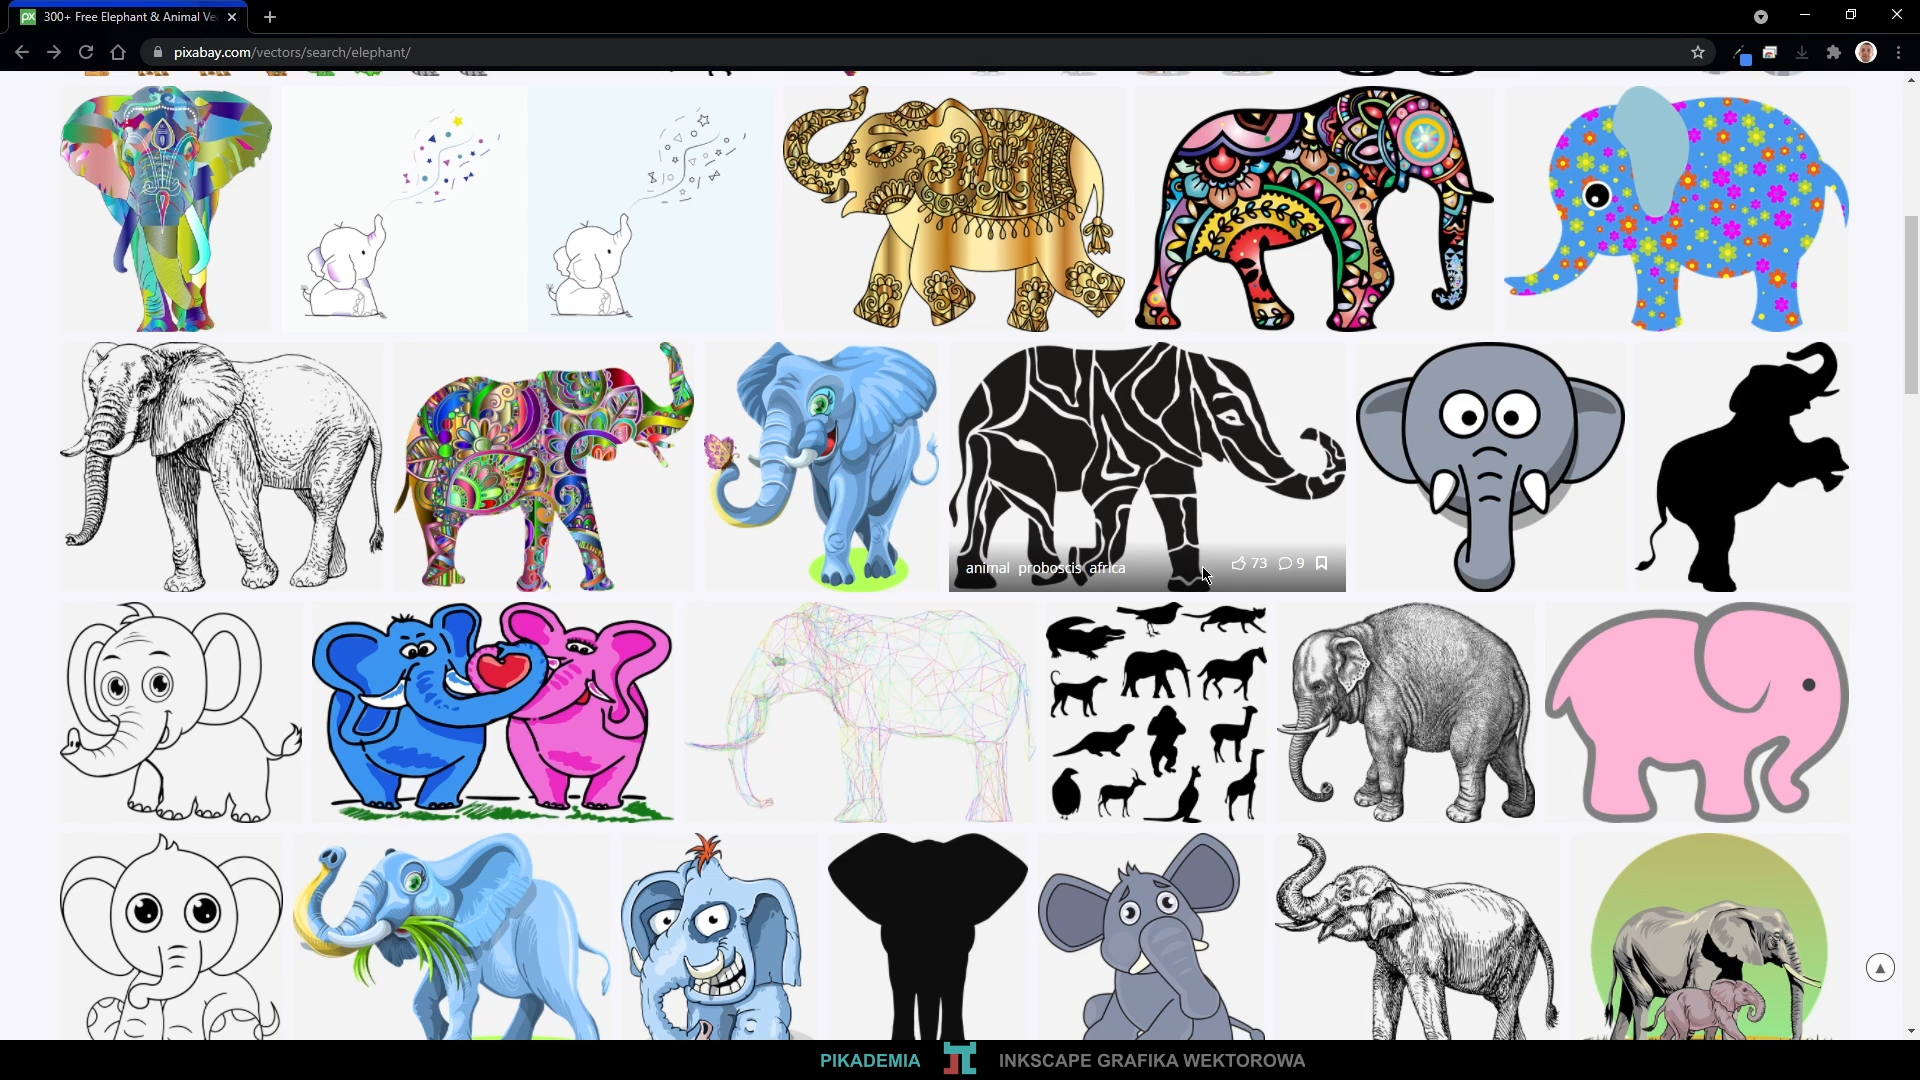 px 300+ Free Elephant & Animal Ve
pixabay.com/vectors/search/elephant/
animal proboscis africa 73 9
PIKADEMIA INKSCAPE GRAFIKA WEKTOROWA